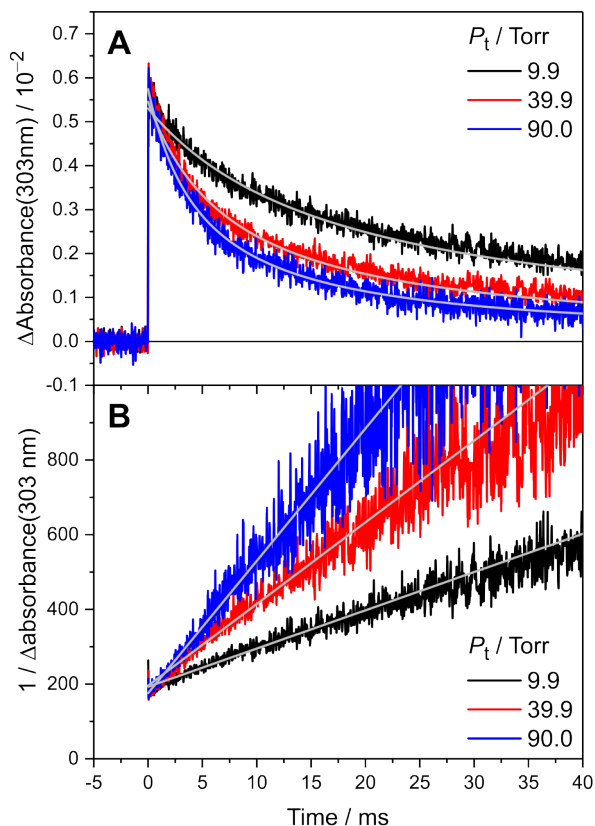 A
Pt / Torr
9.9
39.9
90.0
ΔAbsorbance(303nm) / 10⁻²
0.7
0.6
0.5
0.4
0.3
0.2
0.1
0.0
-0.1
B
1 / Δabsorbance(303 nm)
800
600
400
200
0
Pt / Torr
9.9
39.9
90.0
-5 0 5 10 15 20 25 30 35 40
Time / ms